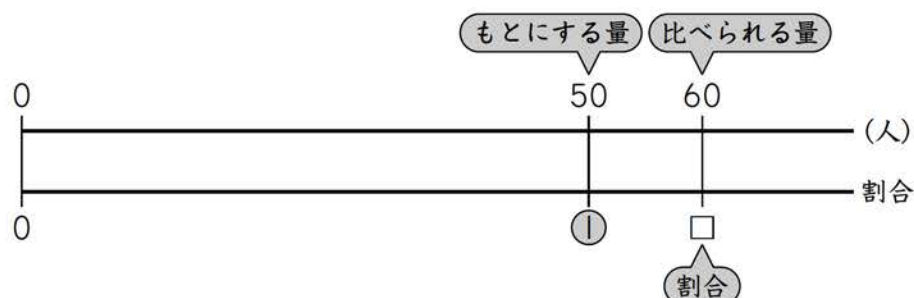 もとにする量 比べられる量
0 50 60
(人)
割合
0 1 □
割合